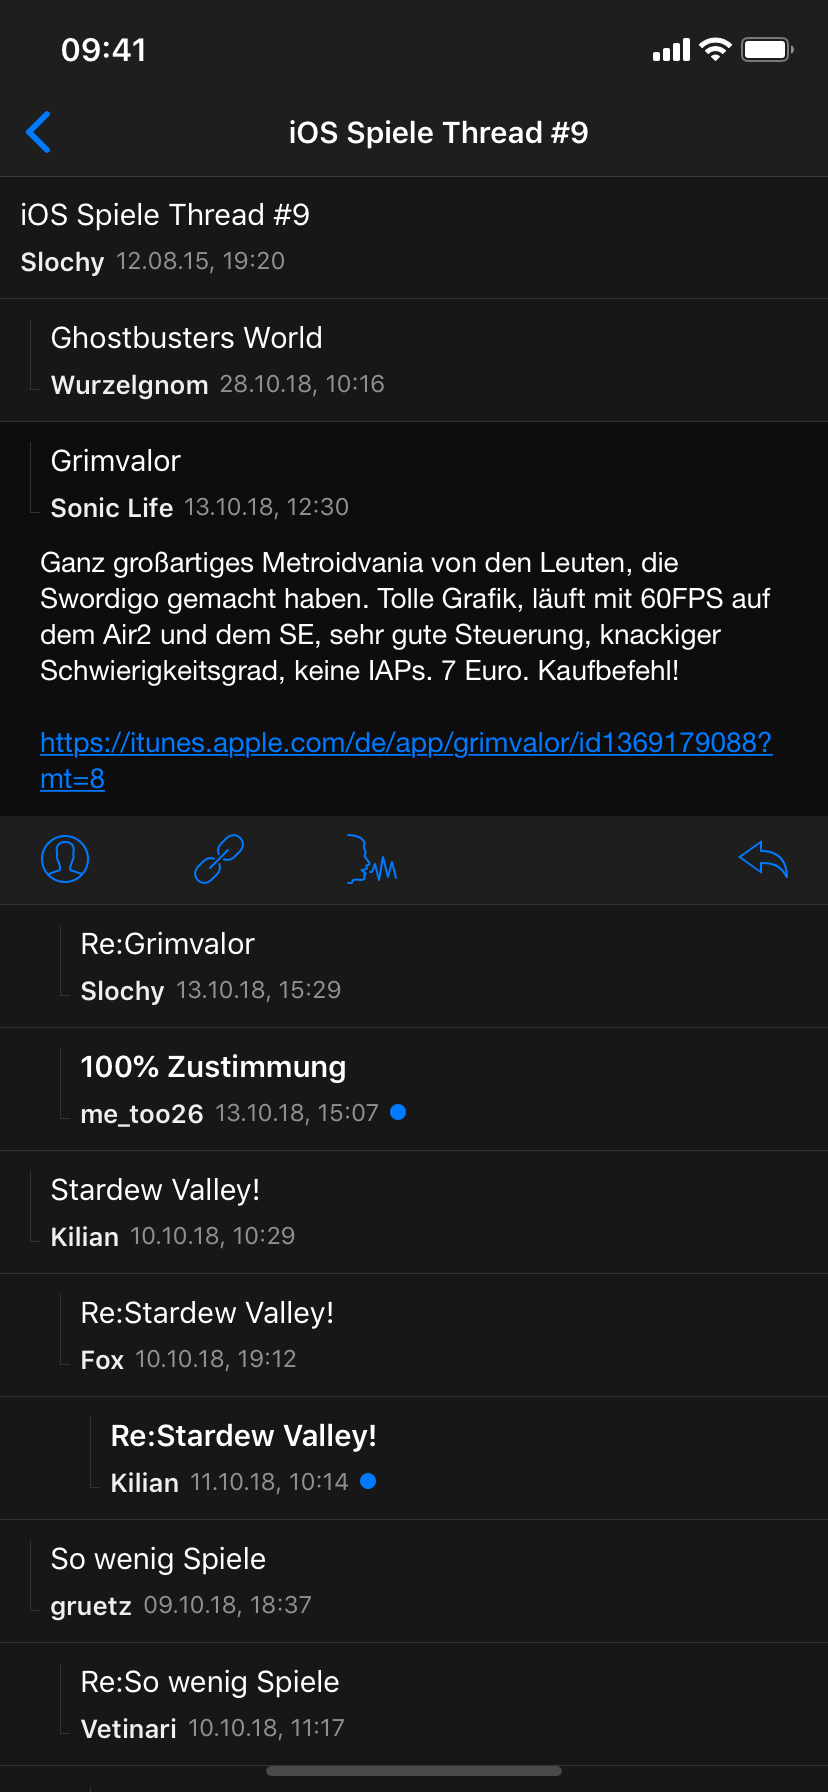 09:41
iOS Spiele Thread #9
iOS Spiele Thread #9
Slochy 12.08.15, 19:20
Ghostbusters World
Wurzelgnom 28.10.18, 10:16
Grimvalor
Sonic Life 13.10.18, 12:30
Ganz großartiges Metroidvania von den Leuten, die
Swordigo gemacht haben. Tolle Grafik, läuft mit 60FPS auf
dem Air2 und dem SE, sehr gute Steuerung, knackiger
Schwierigkeitsgrad, keine IAPs. 7 Euro. Kaufbefehl!
https://itunes.apple.com/de/app/grimvalor/id1369179088?
mt=8
Re:Grimvalor
Slochy 13.10.18, 15:29
100% Zustimmung
me_too26 13.10.18, 15:07
Stardew Valley!
Kilian 10.10.18, 10:29
Re:Stardew Valley!
Fox 10.10.18, 19:12
Re:Stardew Valley!
Kilian 11.10.18, 10:14
So wenig Spiele
gruetz 09.10.18, 18:37
Re:So wenig Spiele
Vetinari 10.10.18, 11:17